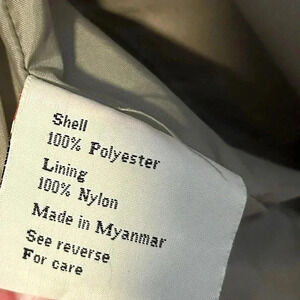 Shell
100% Polyester
Lining
100% Nylon
Made in Myanmar
See reverse
For care